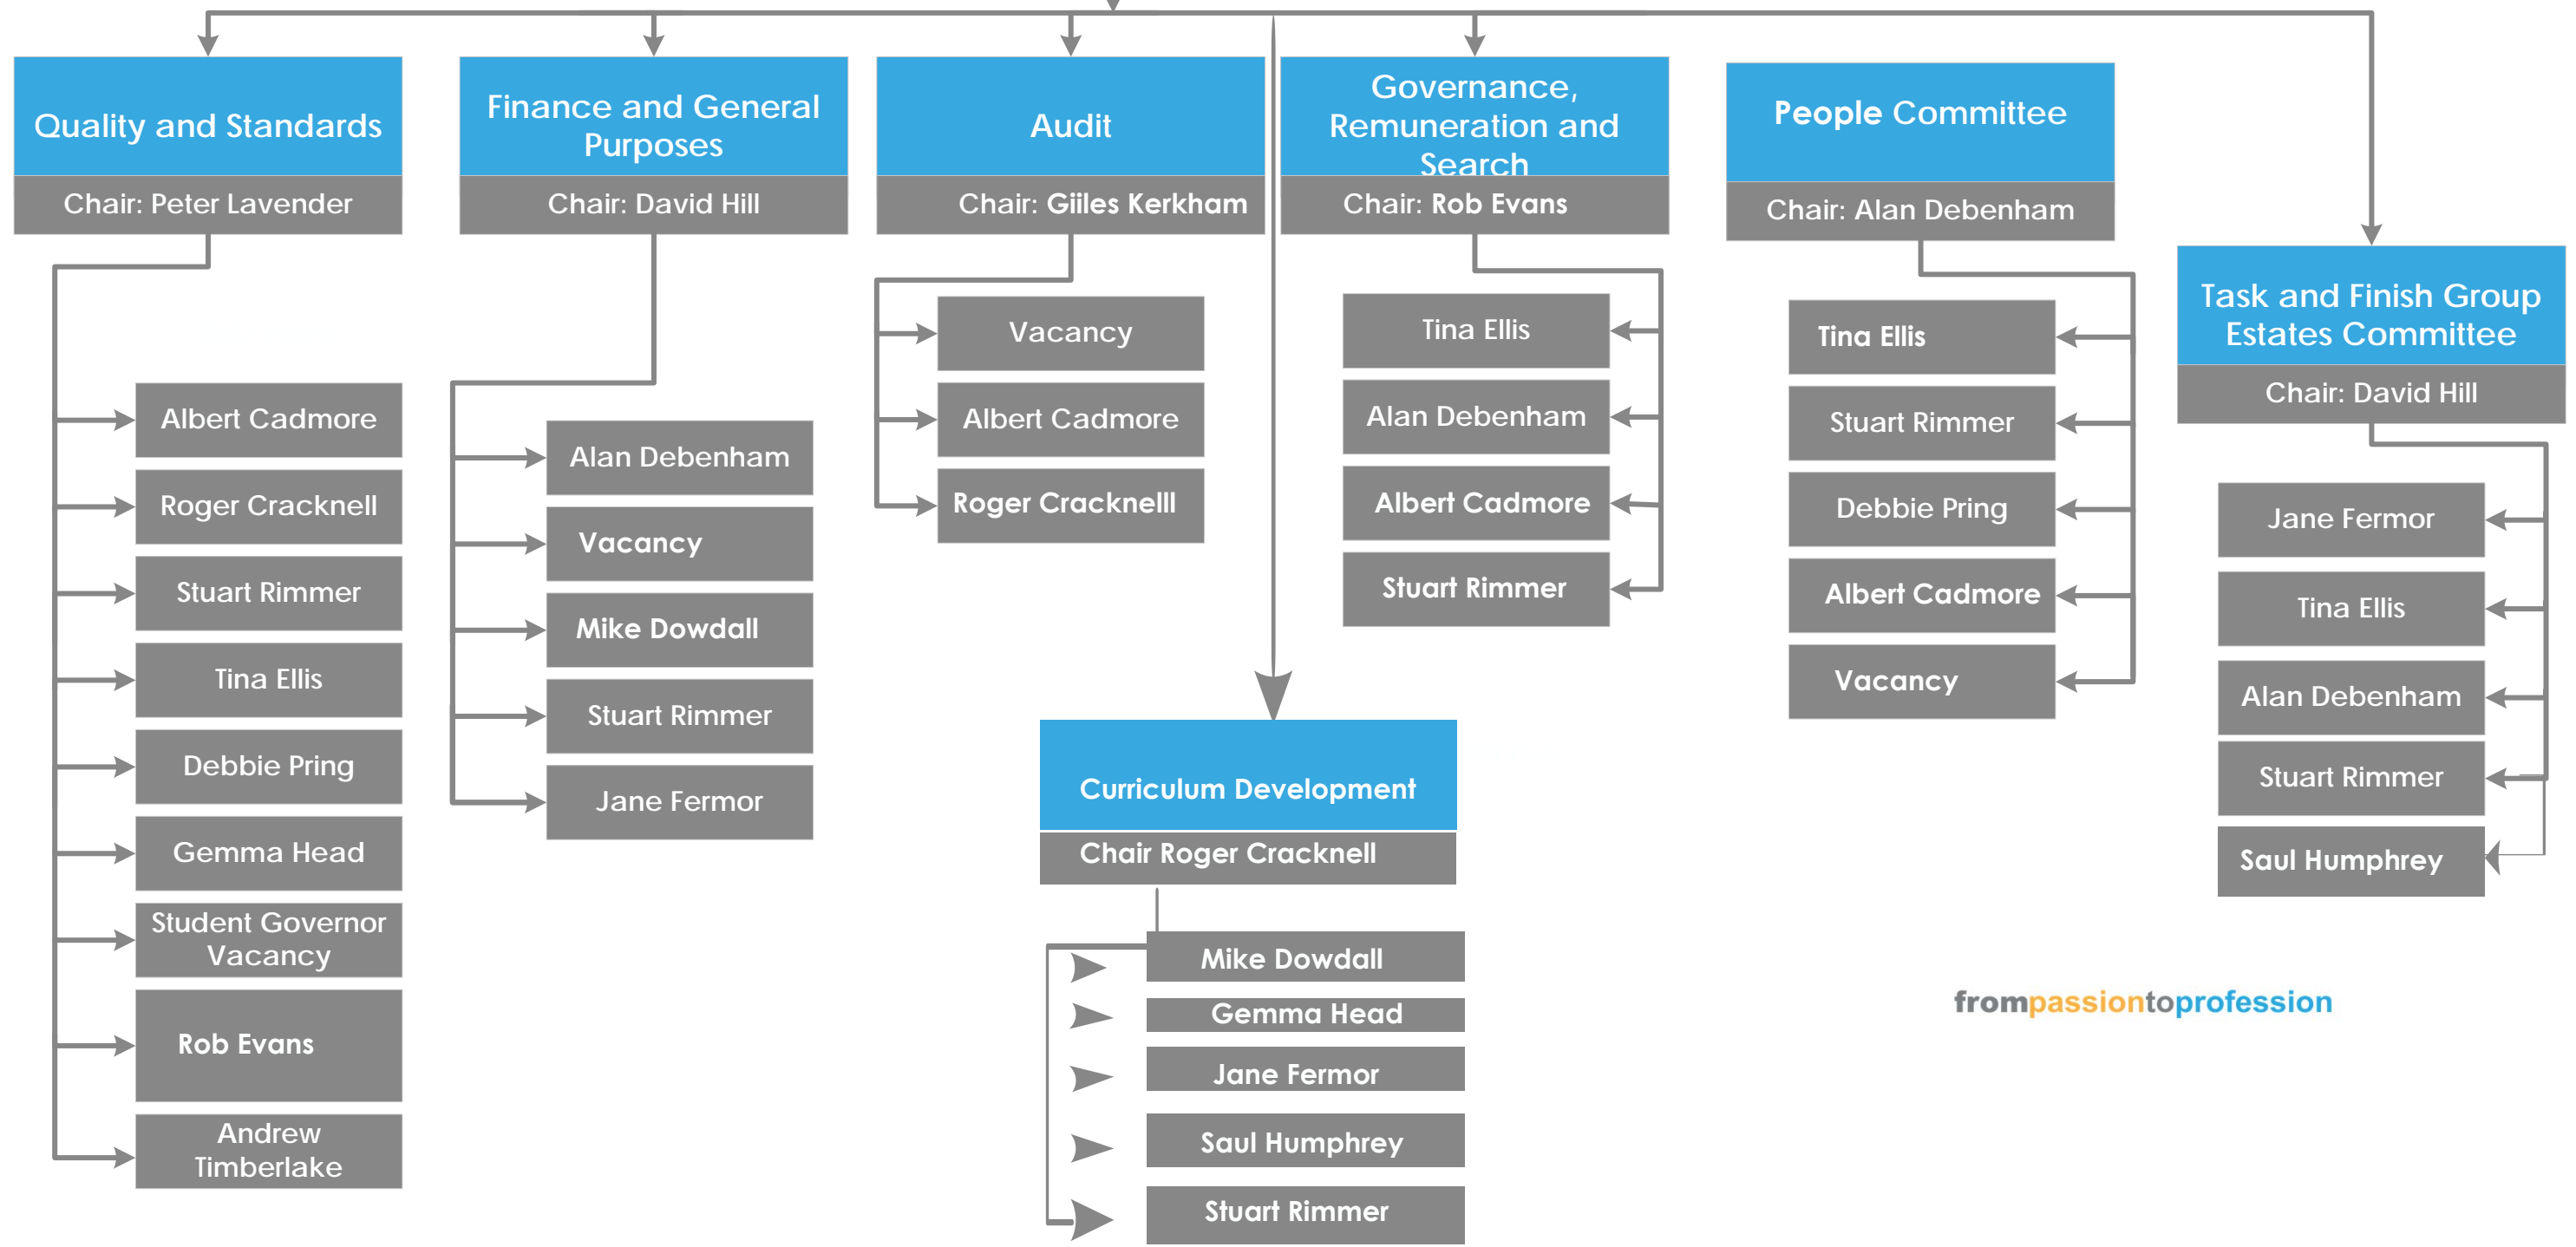 Quality and Standards
Chair: Peter Lavender
Albert Cadmore
Roger Cracknell
Stuart Rimmer
Tina Ellis
Debbie Pring
Gemma Head
Student Governor
Vacancy
Rob Evans
Andrew
Timberlake
Finance and General
Purposes
Chair: David Hill
Alan Debenham
Vacancy
Mike Dowdall
Stuart Rimmer
Jane Fermor
Audit
Chair: Giiles Kerkham
Vacancy
Albert Cadmore
Roger Cracknelll
Governance,
Remuneration and
Search
Chair: Rob Evans
Tina Ellis
Alan Debenham
Albert Cadmore
Stuart Rimmer
Curriculum Development
Chair Roger Cracknell
Mike Dowdall
Gemma Head
Jane Fermor
Saul Humphrey
Stuart Rimmer
People Committee
Chair: Alan Debenham
Tina Ellis
Stuart Rimmer
Debbie Pring
Albert Cadmore
Vacancy
Task and Finish Group
Estates Committee
Chair: David Hill
Jane Fermor
Tina Ellis
Alan Debenham
Stuart Rimmer
Saul Humphrey
frompassiontoprofession